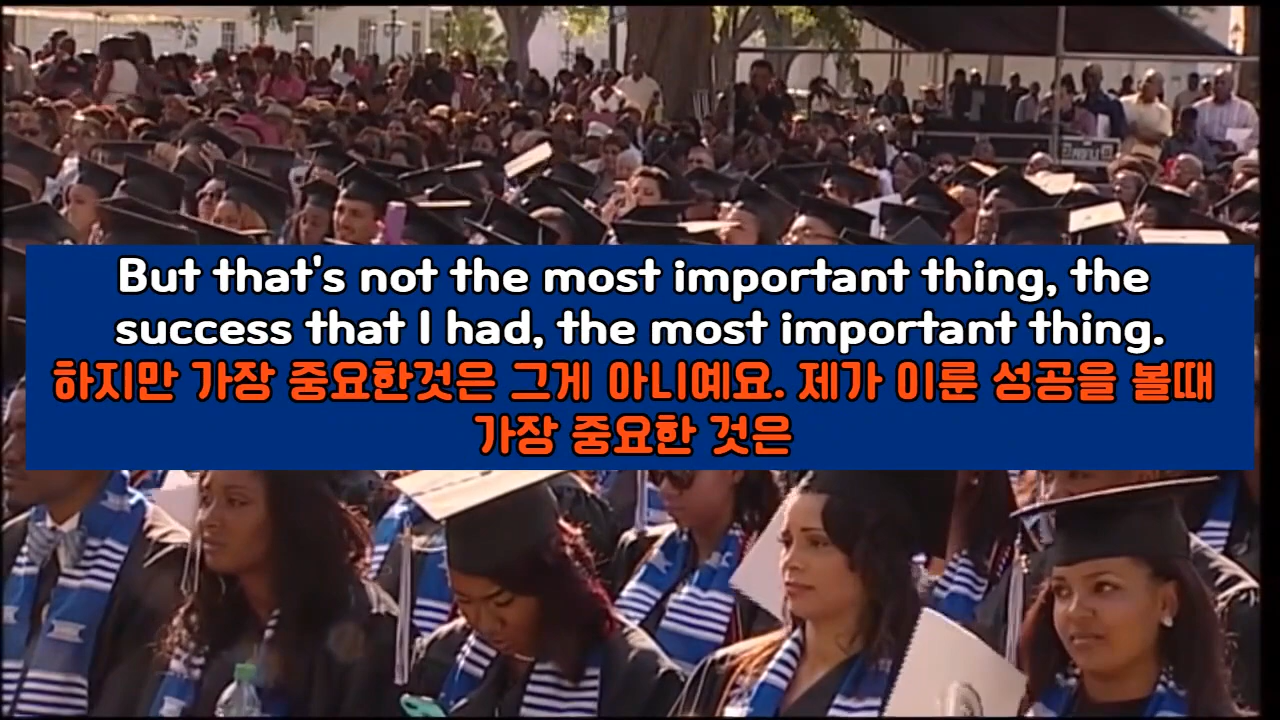 But that's not the most important thing, the
success that I had, the most important thing.
하지만 가장 중요한것은 그게 아니예요. 제가 이룬 성공을 볼때
가장 중요한 것은